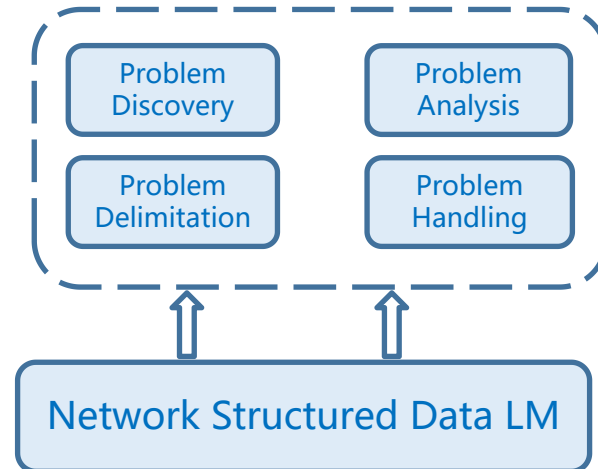 Problem
Discovery
Problem
Analysis
Problem
Delimitation
Problem
Handling
Network Structured Data LM